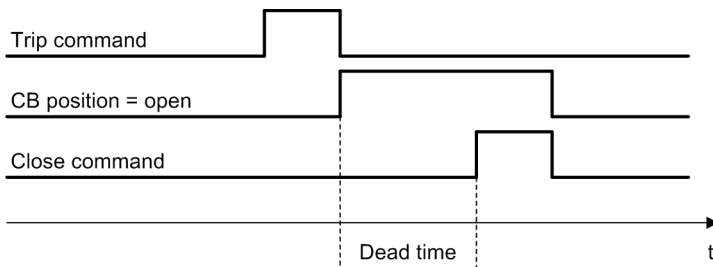 Trip command
CB position = open
Close command
Dead time
t